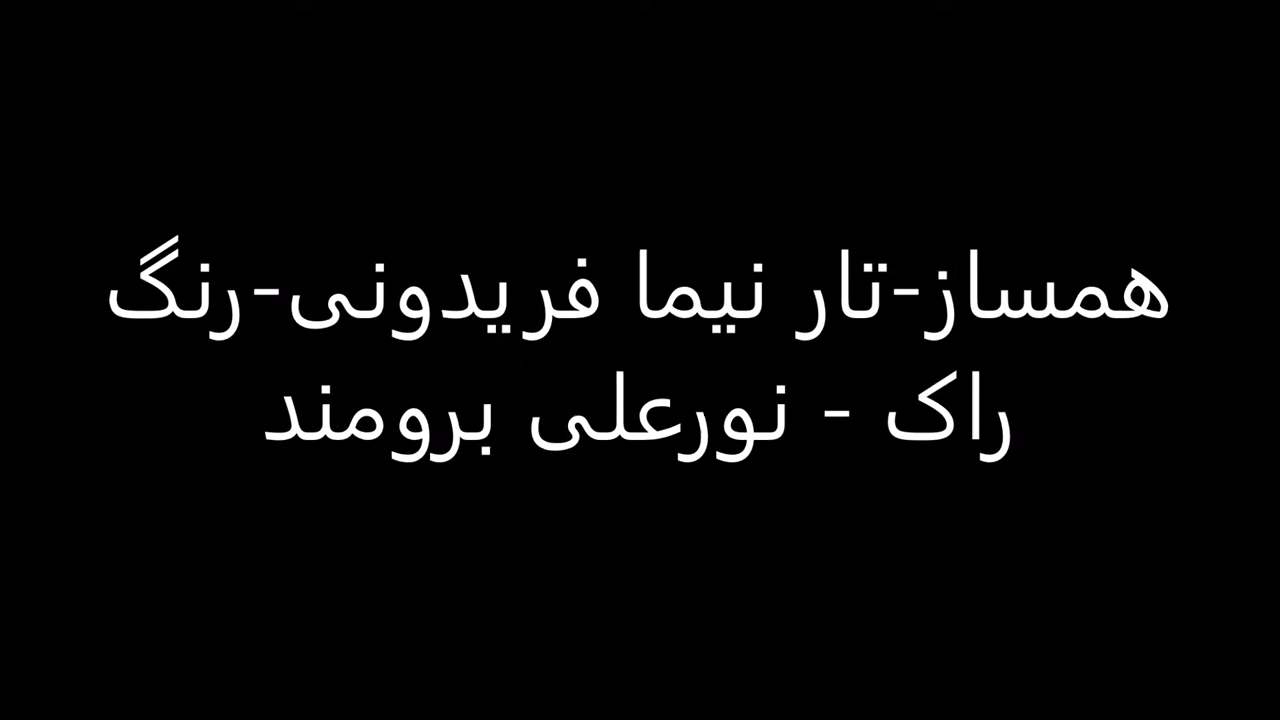 همساز-تار نیما فریدونی-رنگ
راک - نورعلی برومند